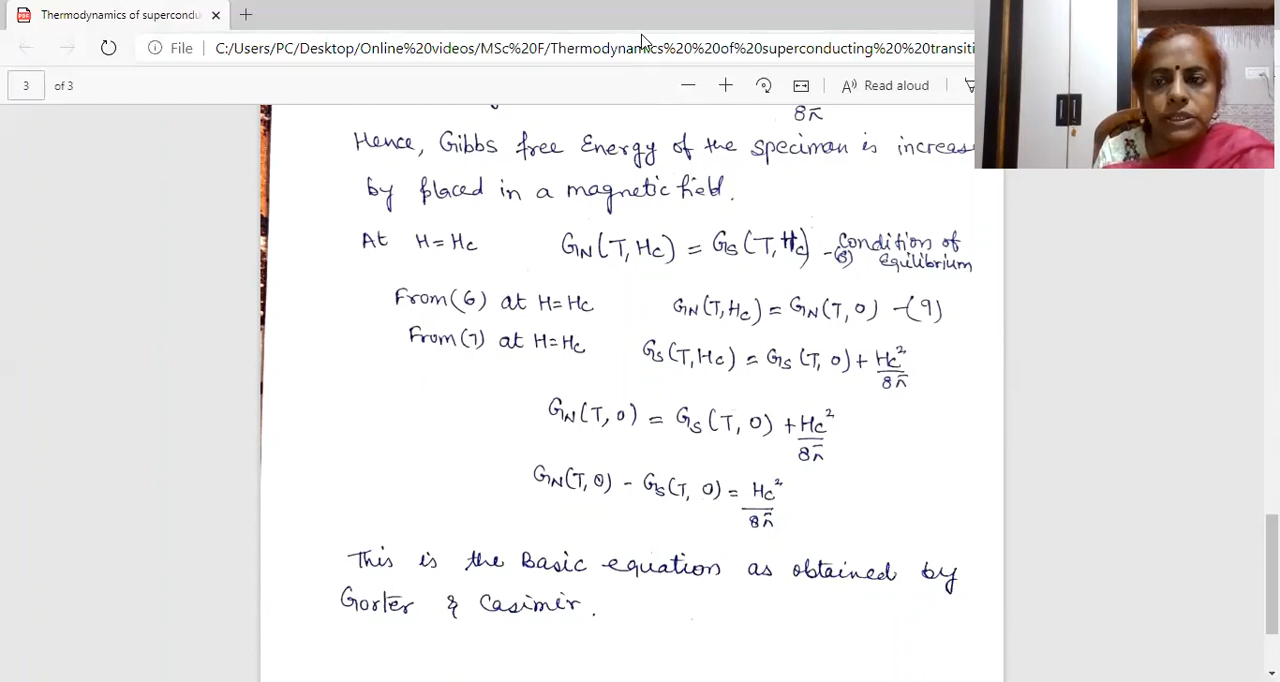 Thermodynamics of supercondu
File
C:/Users/PC/Desktop/Online%20videos/MSc%20F/Thermodynamics%20%20of%20superconducting%20%20transiti
3 of 3
Read aloud
8π
Hence, Gibbs free Energy of the speciman is increas
by placed in a magnetic field.
At H=Hc GN(T,Hc) = GS(T,Hc) -(8) Condition of
Equilibrium
From(6) at H=Hc GN(T,Hc) = GN(T,0) -(9)
From(7) at H=Hc GS(T,Hc) = GS(T,0) + Hc²
8π
GN(T,0) = GS(T,0) + Hc²
8π
GN(T,0) - GS(T,0) = Hc²
8π
This is the Basic equation as obtained by
Gorter & Casimir.